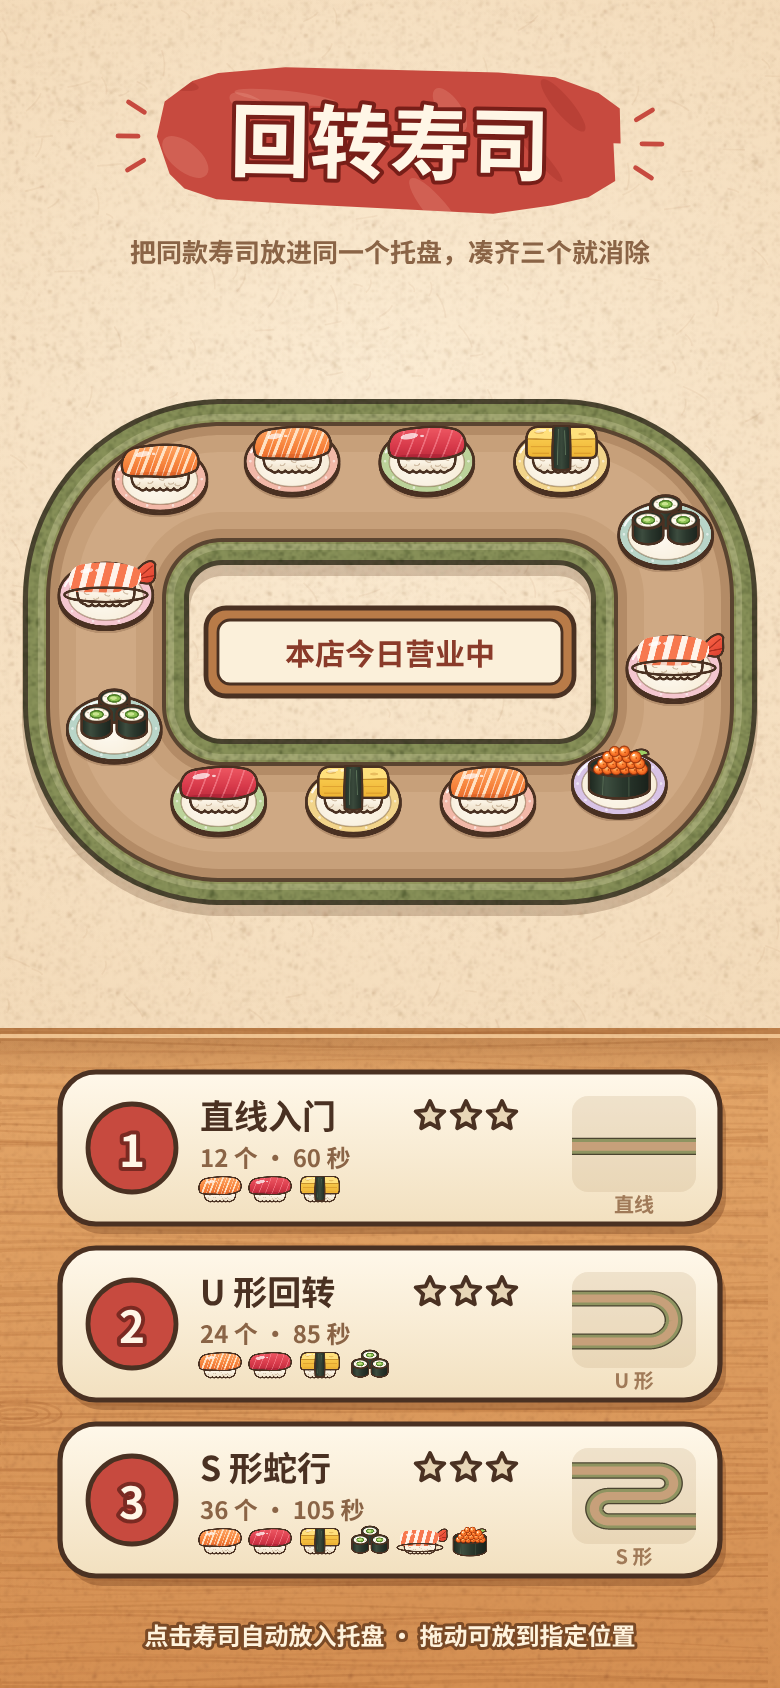 回转寿司
把同款寿司放进同一个托盘，凑齐三个就消除
本店今日营业中
1
直线入门
12 个 · 60 秒
直线
2
U 形回转
24 个 · 85 秒
U 形
3
S 形蛇行
36 个 · 105 秒
S 形
点击寿司自动放入托盘 · 拖动可放到指定位置